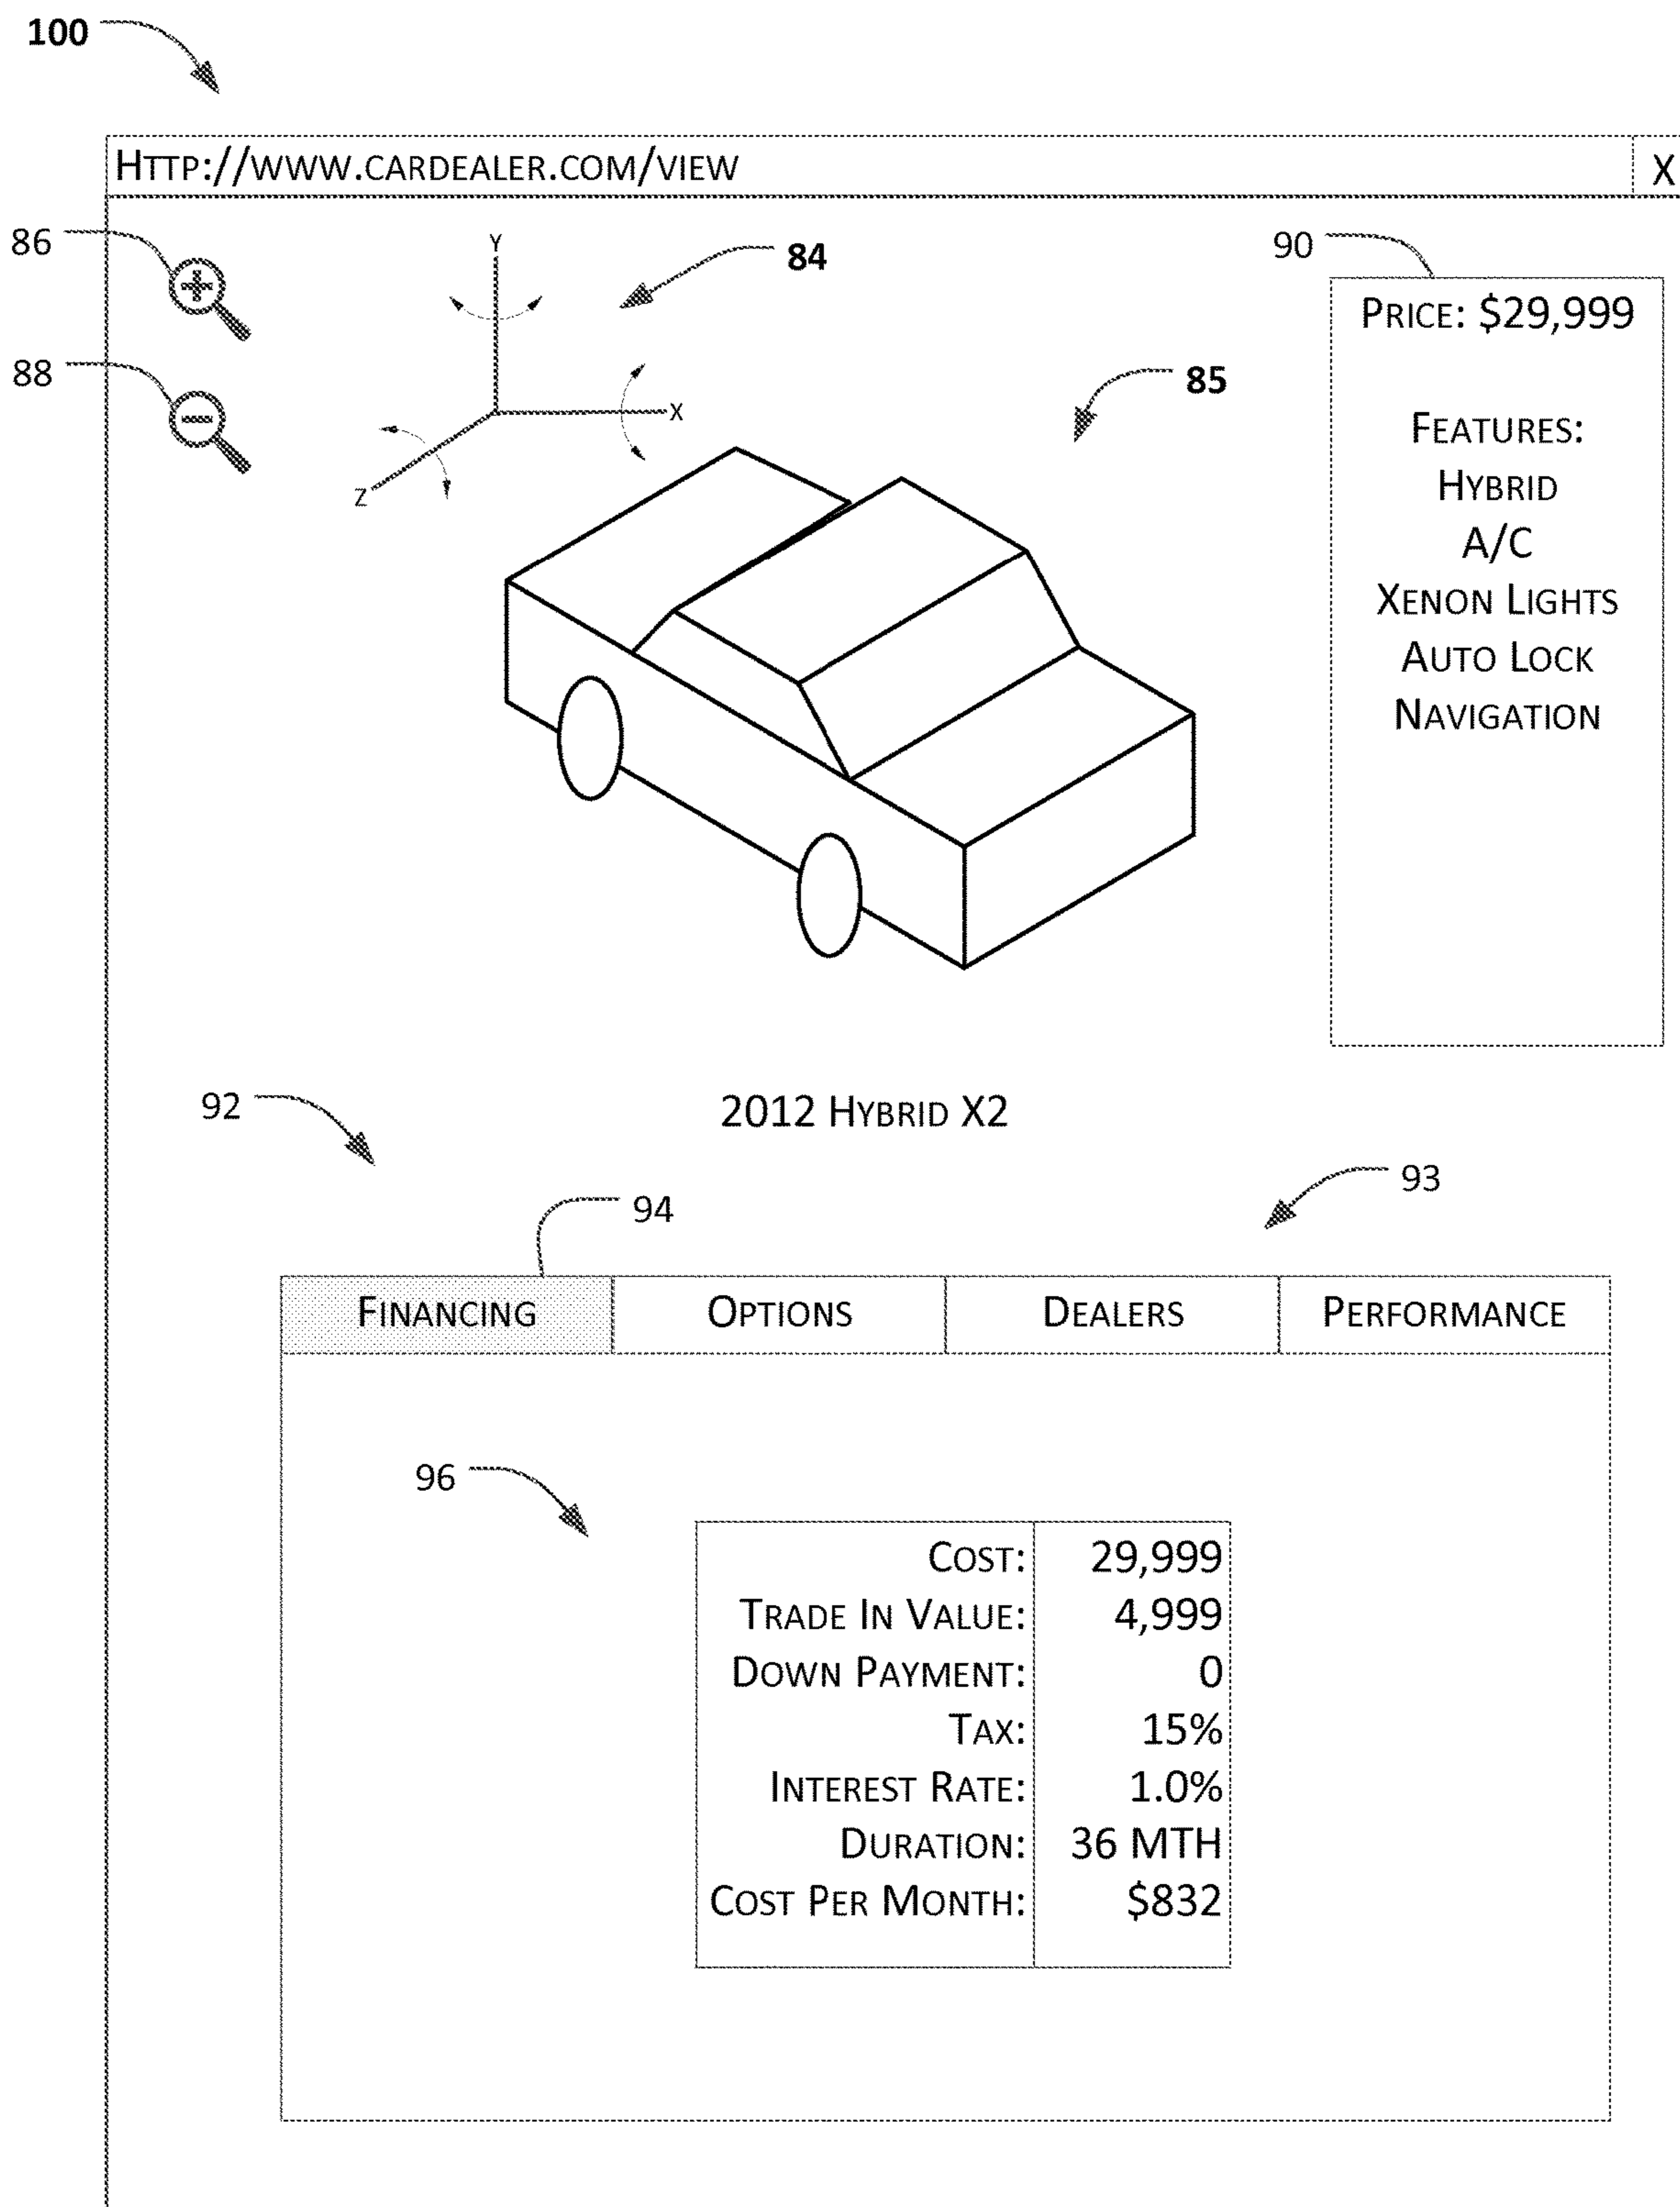 100
HTTP://WWW.CARDEALER.COM/VIEW X
86
Y
84
90
PRICE: $29,999
88
X
85
Z
FEATURES:
HYBRID
A/C
XENON LIGHTS
AUTO LOCK
NAVIGATION
92
2012 HYBRID X2
94
93
FINANCING OPTIONS DEALERS PERFORMANCE
96
COST: 29,999
TRADE IN VALUE: 4,999
DOWN PAYMENT: 0
TAX: 15%
INTEREST RATE: 1.0%
DURATION: 36 MTH
COST PER MONTH: $832